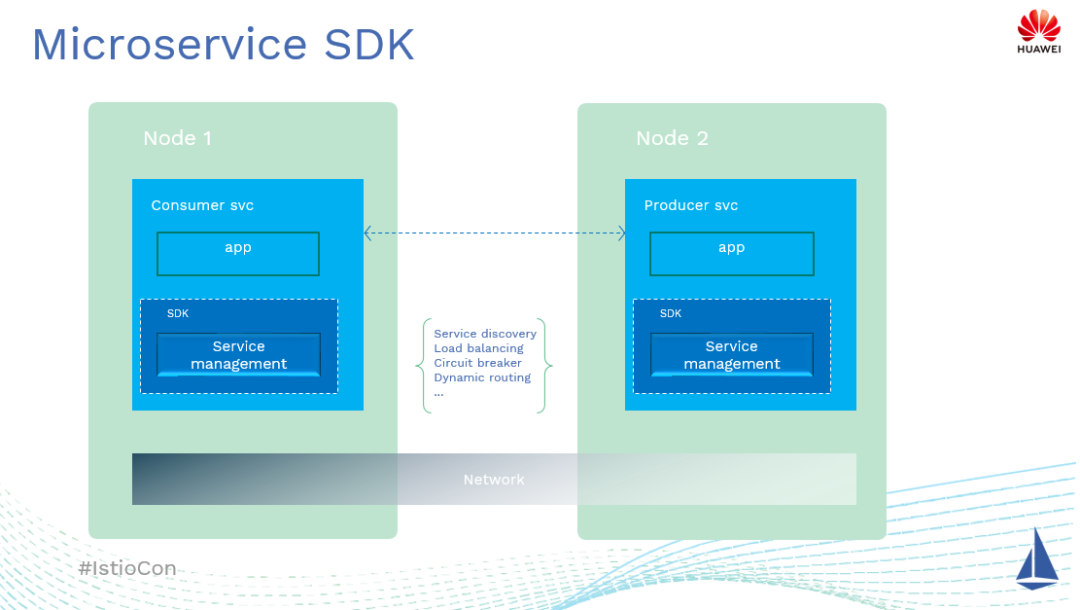 Microservice SDK
HUAWEI
Node 1
Node 2
Consumer svc
Producer svc
app
app
SDK
SDK
Service
management
Service discovery
Load balancing
Circuit breaker
Dynamic routing
...
Service
management
Network
#IstioCon